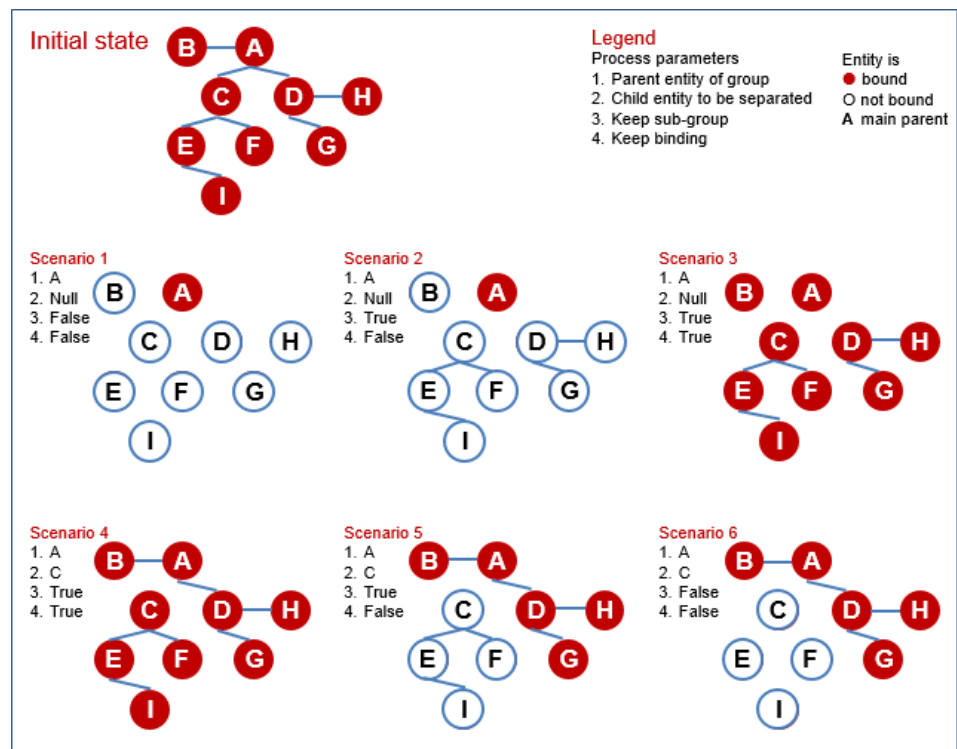 Initial state
B A
C D H
E F G
I
Legend
Process parameters
1. Parent entity of group
2. Child entity to be separated
3. Keep sub-group
4. Keep binding
Entity is
bound
not bound
A main parent
Scenario 1
1. A
2. Null
3. False
4. False
B A
C D H
E F G
I
Scenario 2
1. A
2. Null
3. True
4. False
B A
C D H
E F G
I
Scenario 3
1. A
2. Null
3. True
4. True
B A
C D H
E F G
I
Scenario 4
1. A
2. C
3. True
4. True
B A
C D H
E F G
I
Scenario 5
1. A
2. C
3. True
4. False
B A
C D H
E F G
I
Scenario 6
1. A
2. C
3. False
4. False
B A
C D H
E F G
I